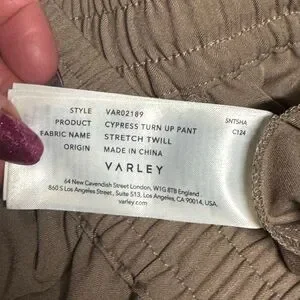 STYLE VAR02189
PRODUCT CYPRESS TURN UP PANT
FABRIC NAME STRETCH TWILL
ORIGIN MADE IN CHINA
SNTSHA
C124
VARLEY
64 New Cavendish Street London, W1G 8TB England
860 S Los Angeles Street, Suite 513, Los Angeles, CA 90014, USA.
varley.com